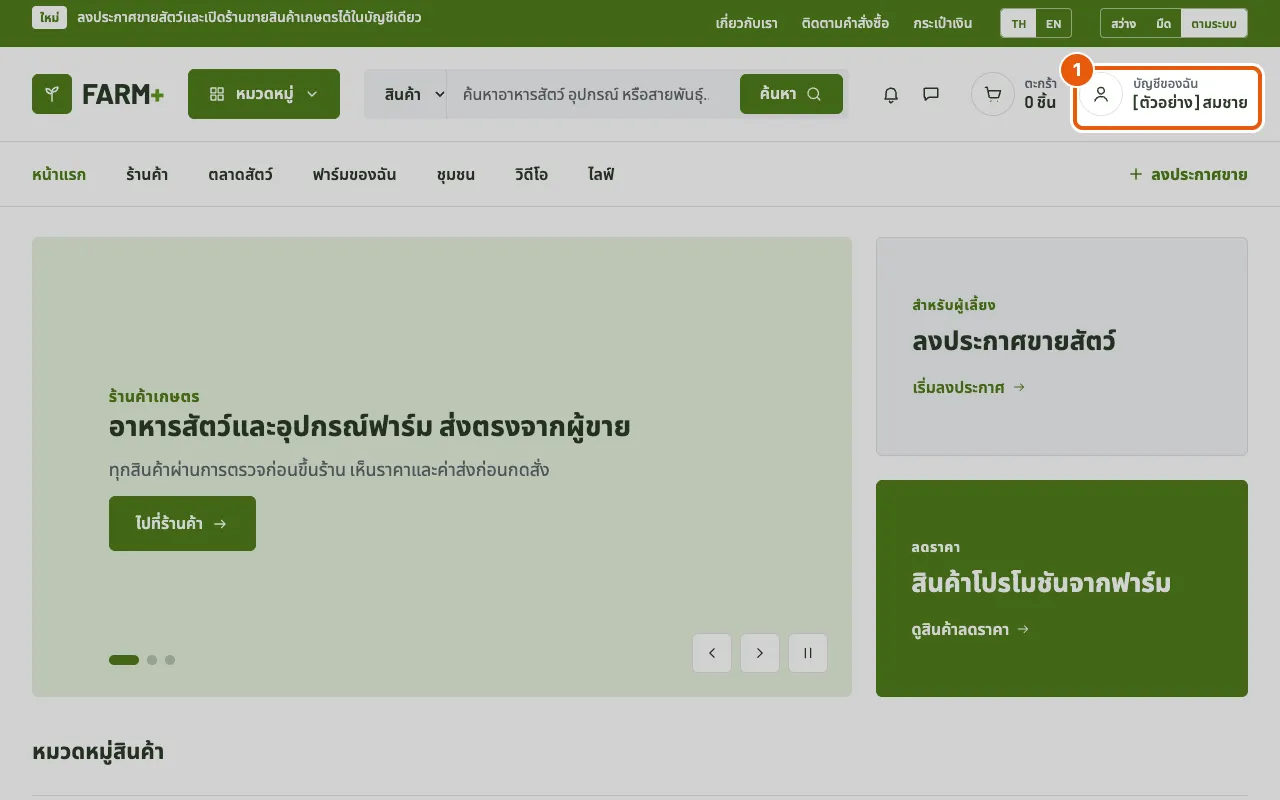 ใหม่ ลงประกาศขายสัตว์และเปิดร้านขายสินค้าเกษตรได้ในบัญชีเดียว
เกี่ยวกับเรา ติดตามคำสั่งซื้อ กระเป๋าเงิน TH EN สว่าง มืด ตามระบบ
1
FARM+ หมวดหมู่ สินค้า ค้นหาอาหารสัตว์ อุปกรณ์ หรือสายพันธุ์.. ค้นหา
ตะกร้า
0 ชิ้น
บัญชีของฉัน
[ตัวอย่าง] สมชาย
หน้าแรก ร้านค้า ตลาดสัตว์ ฟาร์มของฉัน ชุมชน วิดีโอ ไลฟ์ + ลงประกาศขาย
ร้านค้าเกษตร
อาหารสัตว์และอุปกรณ์ฟาร์ม ส่งตรงจากผู้ขาย
ทุกสินค้าผ่านการตรวจก่อนขึ้นร้าน เห็นราคาและค่าส่งก่อนกดสั่ง
ไปที่ร้านค้า →
สำหรับผู้เลี้ยง
ลงประกาศขายสัตว์
เริ่มลงประกาศ →
ลดราคา
สินค้าโปรโมชันจากฟาร์ม
ดูสินค้าลดราคา →
หมวดหมู่สินค้า